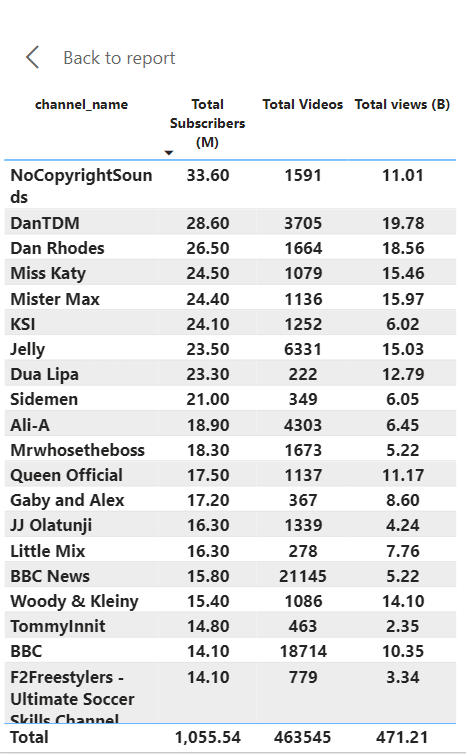 Back to report
channel_name Total Subscribers (M) Total Videos Total views (B)
NoCopyrightSounds 33.60 1591 11.01
DanTDM 28.60 3705 19.78
Dan Rhodes 26.50 1664 18.56
Miss Katy 24.50 1079 15.46
Mister Max 24.40 1136 15.97
KSI 24.10 1252 6.02
Jelly 23.50 6331 15.03
Dua Lipa 23.30 222 12.79
Sidemen 21.00 349 6.05
Ali-A 18.90 4303 6.45
Mrwhosetheboss 18.30 1673 5.22
Queen Official 17.50 1137 11.17
Gaby and Alex 17.20 367 8.60
JJ Olatunji 16.30 1339 4.24
Little Mix 16.30 278 7.76
BBC News 15.80 21145 5.22
Woody & Kleiny 15.40 1086 14.10
TommyInnit 14.80 463 2.35
BBC 14.10 18714 10.35
F2Freestylers - 14.10 779 3.34
Ultimate Soccer
Skills Channel
Total 1,055.54 463545 471.21